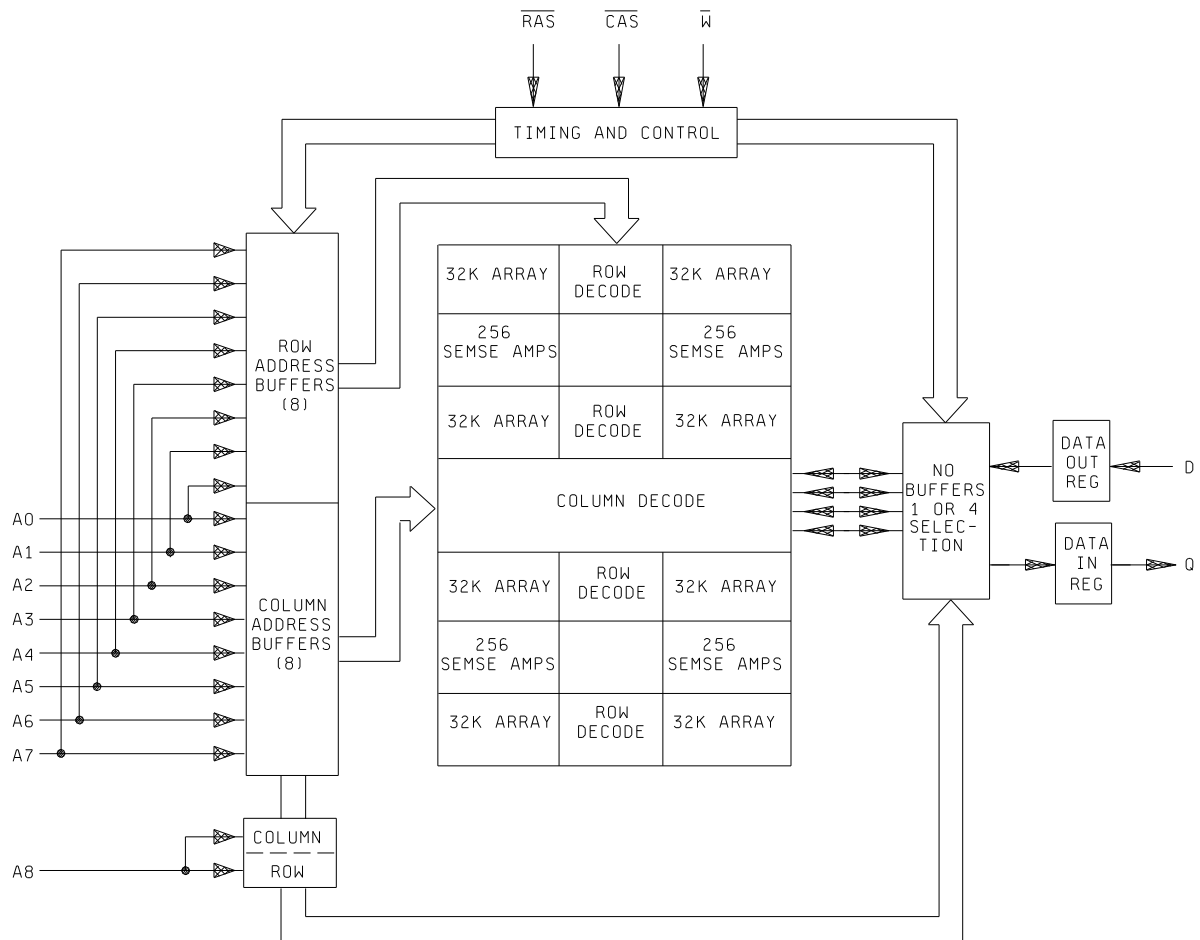 R̅A̅S̅ C̅A̅S̅ W̅
TIMING AND CONTROL
32K ARRAY
ROW
DECODE
32K ARRAY
256
SEMSE AMPS
256
SEMSE AMPS
32K ARRAY
ROW
DECODE
32K ARRAY
COLUMN DECODE
32K ARRAY
ROW
DECODE
32K ARRAY
256
SEMSE AMPS
256
SEMSE AMPS
32K ARRAY
ROW
DECODE
32K ARRAY
ROW
ADDRESS
BUFFERS
(8)
COLUMN
ADDRESS
BUFFERS
(8)
A0
A1
A2
A3
A4
A5
A6
A7
A8
COLUMN
ROW
NO
BUFFERS
1 OR 4
SELEC-
TION
DATA
OUT
REG
D
DATA
IN
REG
Q